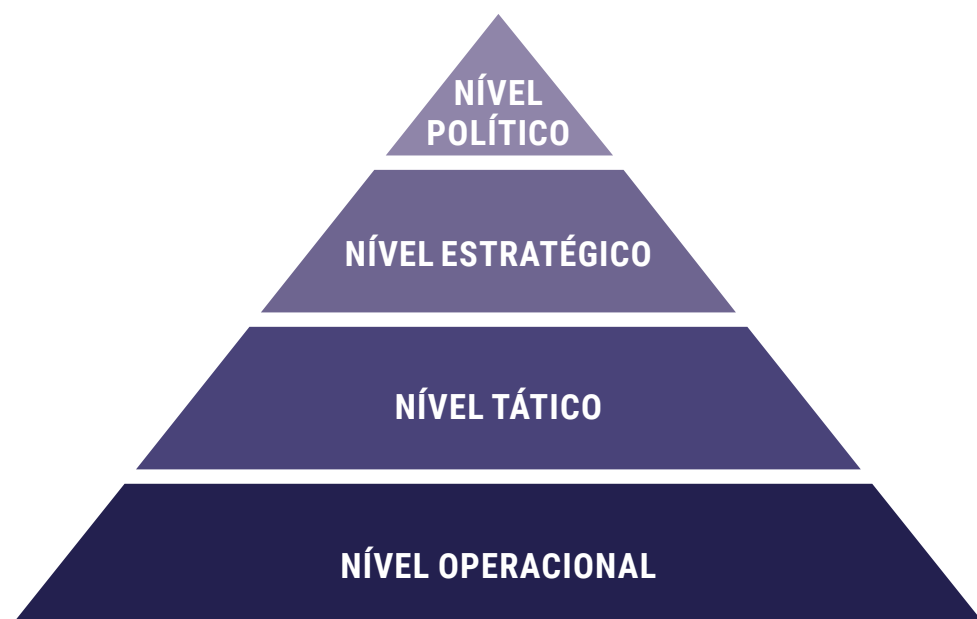 NÍVEL
POLÍTICO
NÍVEL ESTRATÉGICO
NÍVEL TÁTICO
NÍVEL OPERACIONAL